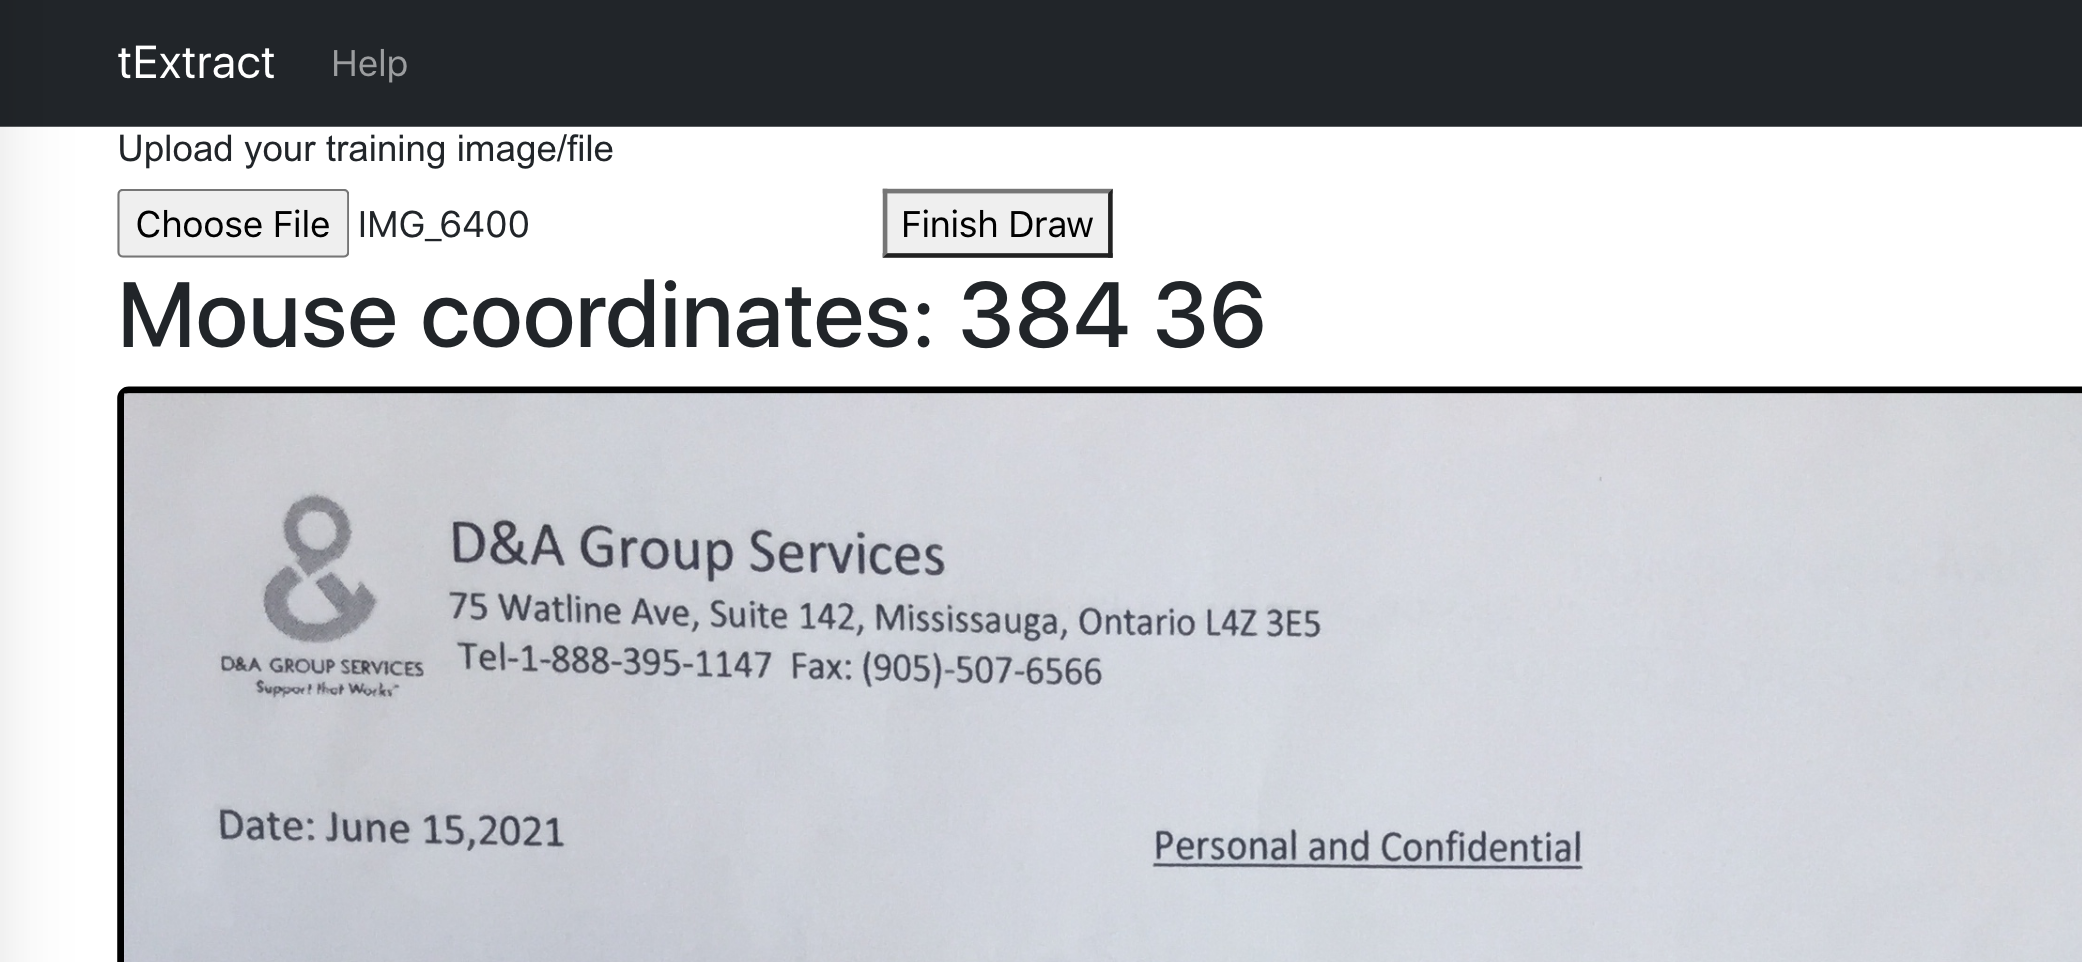 tExtract Help
Upload your training image/file
Choose File IMG_6400 Finish Draw
Mouse coordinates: 384 36
D&A Group Services
75 Watline Ave, Suite 142, Mississauga, Ontario L4Z 3E5
Tel-1-888-395-1147 Fax: (905)-507-6566
D&A GROUP SERVICES
Support that Works™
Date: June 15,2021
Personal and Confidential